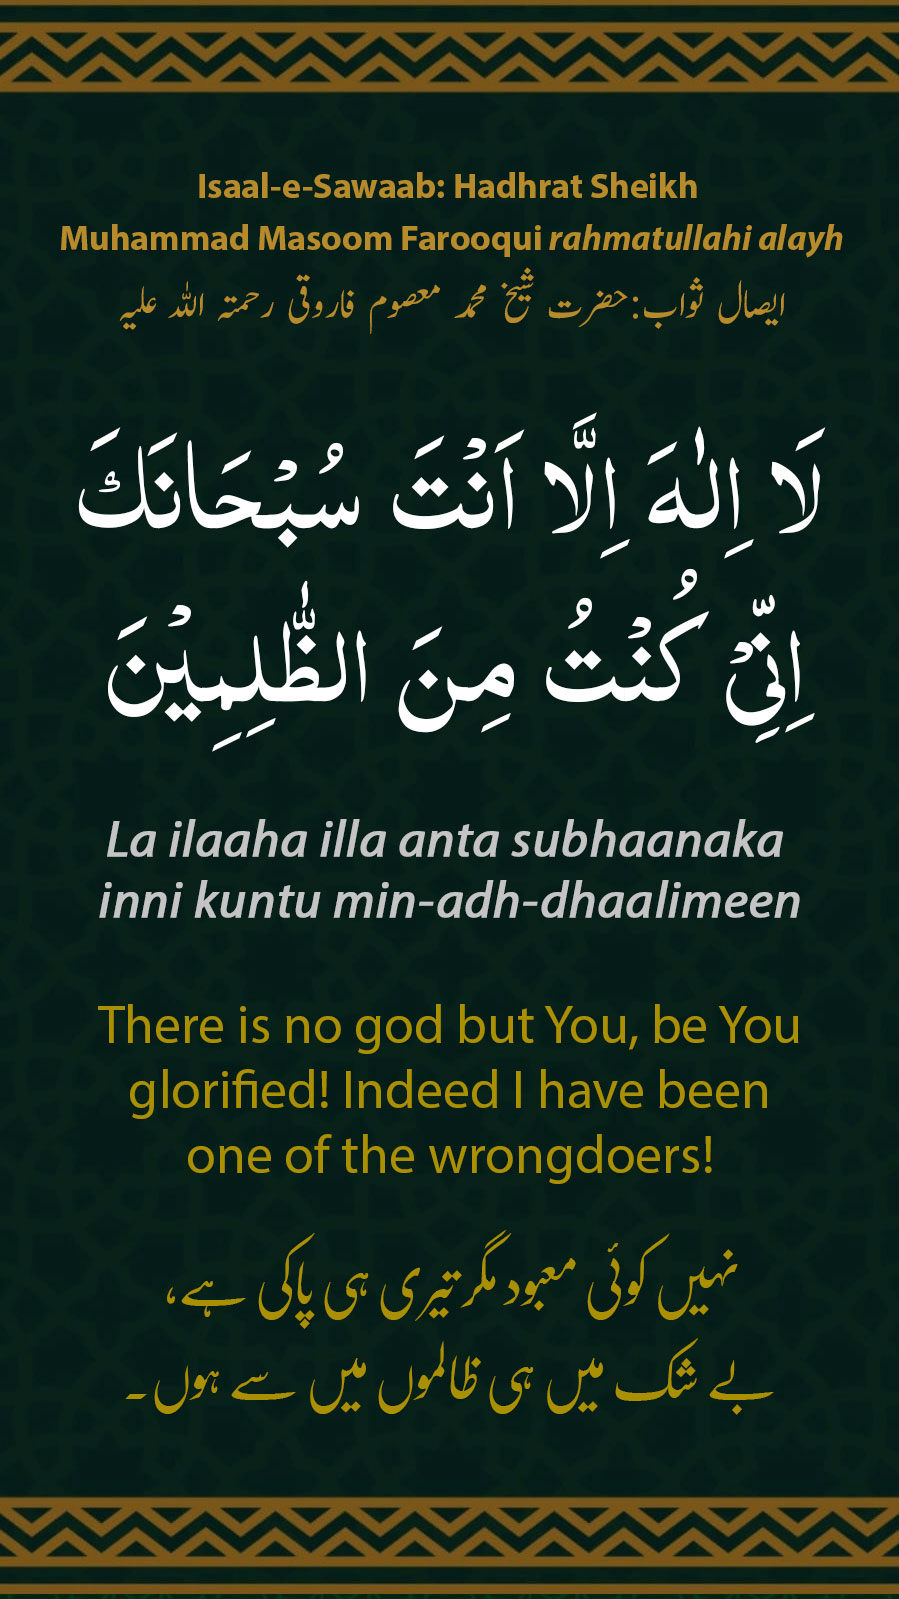 Isaal-e-Sawaab: Hadhrat Sheikh
Muhammad Masoom Farooqui rahmatullahi alayh
ایصال ثواب: حضرت شیخ محمد معصوم فاروقی رحمتہ اللہ علیہ
لَا اِلٰهَ اِلَّا اَنْتَ سُبْحَانَكَ
اِنِّيْ كُنْتُ مِنَ الظّٰلِمِيْنَ
La ilaaha illa anta subhaanaka
inni kuntu min-adh-dhaalimeen
There is no god but You, be You
glorified! Indeed I have been
one of the wrongdoers!
نہیں کوئی معبود مگر تیری ہی پاکی ہے،
بے شک میں ہی ظالموں میں سے ہوں۔